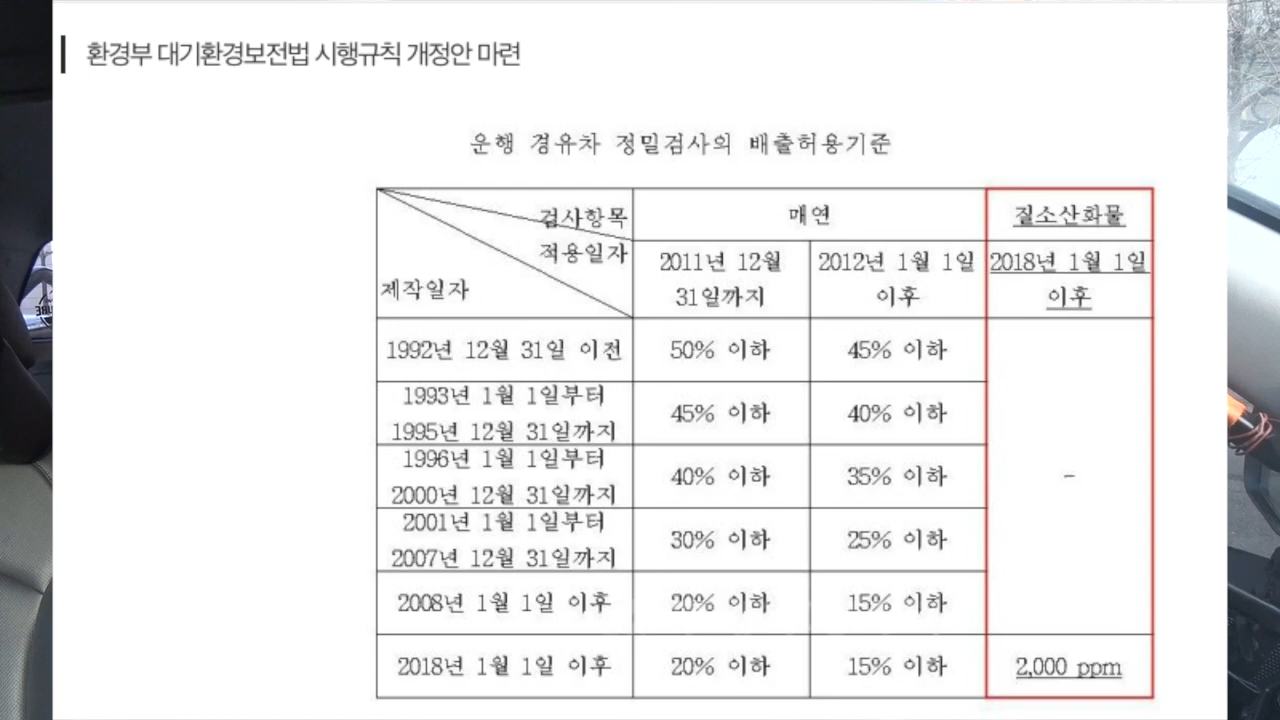 환경부 대기환경보전법 시행규칙 개정안 마련
운행 경유차 정밀검사의 배출허용기준
검사항목
적용일자
제작일자
매연
질소산화물
2011년 12월
31일까지
2012년 1월 1일
이후
2018년 1월 1일
이후
1992년 12월 31일 이전
50% 이하
45% 이하
1993년 1월 1일부터
1995년 12월 31일까지
45% 이하
40% 이하
1996년 1월 1일부터
2000년 12월 31일까지
40% 이하
35% 이하
-
2001년 1월 1일부터
2007년 12월 31일까지
30% 이하
25% 이하
2008년 1월 1일 이후
20% 이하
15% 이하
2018년 1월 1일 이후
20% 이하
15% 이하
2,000 ppm